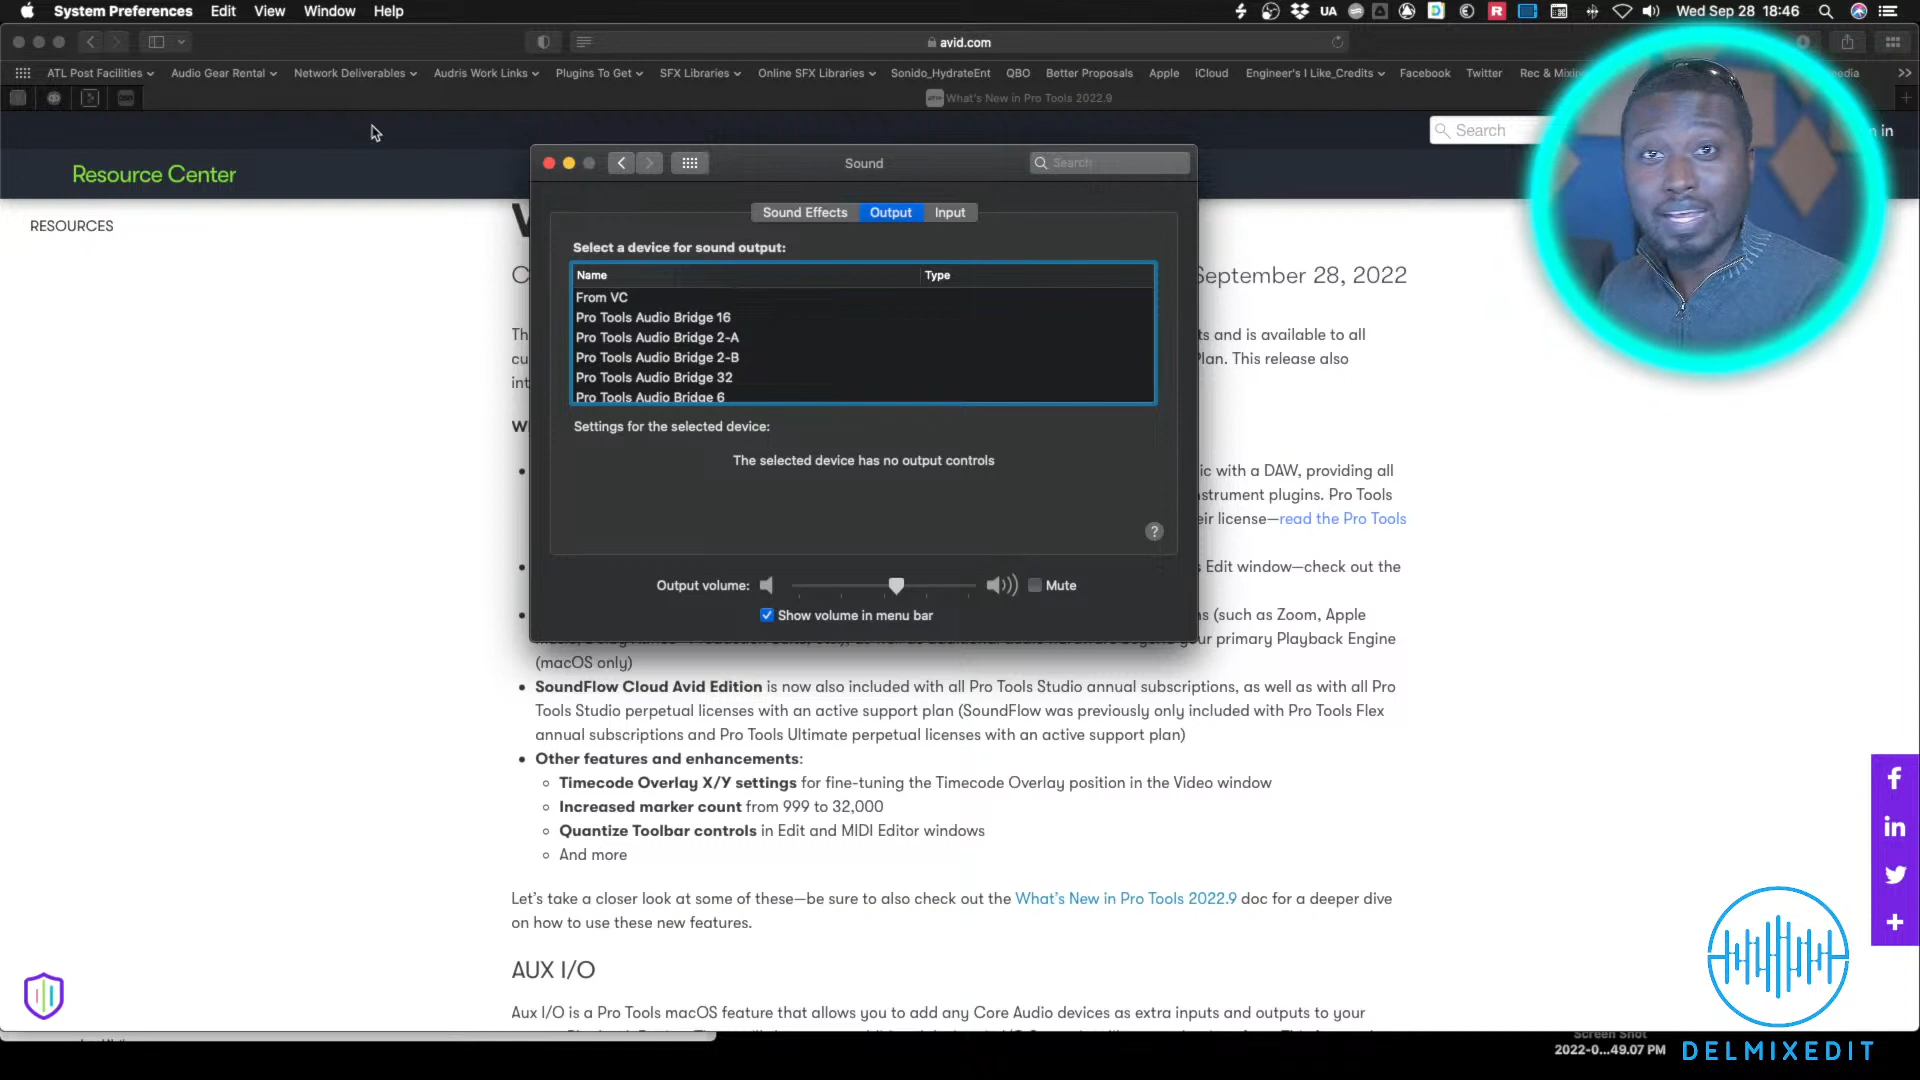 System Preferences Edit View Window Help
UA
Wed Sep 28 18:46
avid.com
ATL Post Facilities Audio Gear Rental Network Deliverables Audris Work Links Plugins To Get SFX Libraries Online SFX Libraries Sonido_HydrateEnt QBO Better Proposals Apple iCloud Engineer's I Like_Credits Facebook Twitter
What's New in Pro Tools 2022.9
Search
n in
Resource Center
RESOURCES
Sound
Search
Sound Effects Output Input
Select a device for sound output:
Name Type
From VC
Pro Tools Audio Bridge 16
Pro Tools Audio Bridge 2-A
Pro Tools Audio Bridge 2-B
Pro Tools Audio Bridge 32
Pro Tools Audio Bridge 6
Settings for the selected device:
The selected device has no output controls
?
Output volume: Mute
Show volume in menu bar
September 28, 2022
ts and is available to all
Plan. This release also
ic with a DAW, providing all
nstrument plugins. Pro Tools
eir license—read the Pro Tools
s Edit window—check out the
ns (such as Zoom, Apple
ur primary Playback Engine
(macOS only)
SoundFlow Cloud Avid Edition is now also included with all Pro Tools Studio annual subscriptions, as well as with all Pro
Tools Studio perpetual licenses with an active support plan (SoundFlow was previously only included with Pro Tools Flex
annual subscriptions and Pro Tools Ultimate perpetual licenses with an active support plan)
Other features and enhancements:
Timecode Overlay X/Y settings for fine-tuning the Timecode Overlay position in the Video window
Increased marker count from 999 to 32,000
Quantize Toolbar controls in Edit and MIDI Editor windows
And more
Let's take a closer look at some of these—be sure to also check out the What's New in Pro Tools 2022.9 doc for a deeper dive
on how to use these new features.
AUX I/O
Aux I/O is a Pro Tools macOS feature that allows you to add any Core Audio devices as extra inputs and outputs to your
Screen Shot
2022-0...49.07 PM
DELMIXEDIT